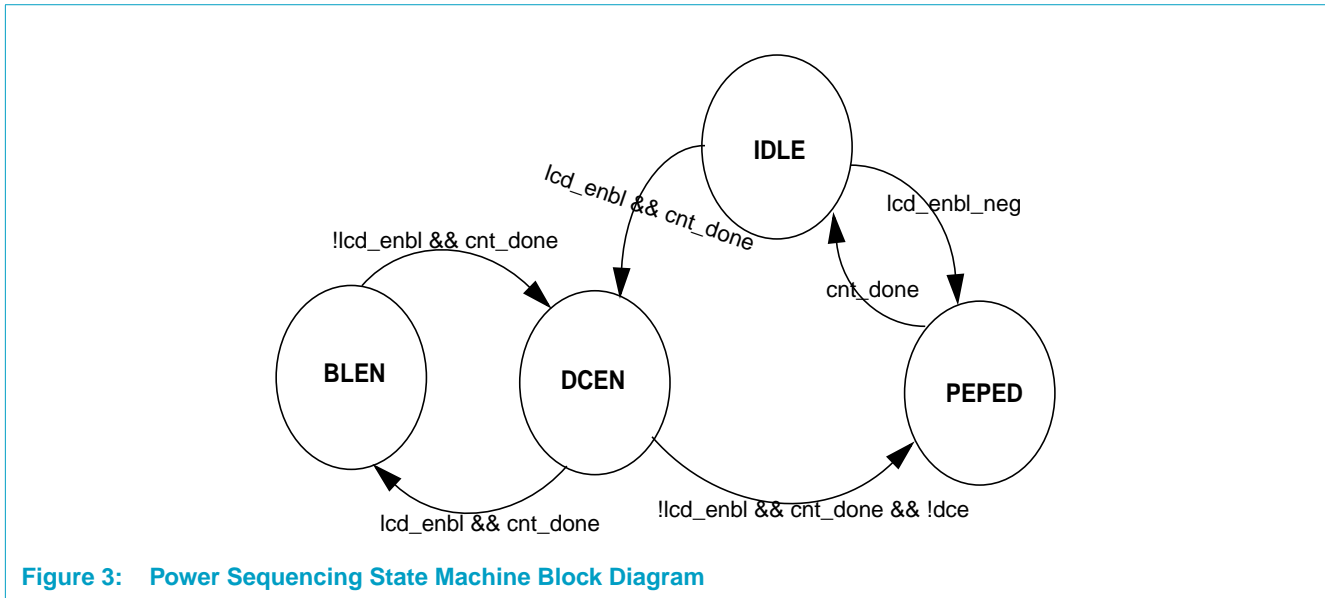 IDLE
lcd_enbl && cnt_done
lcd_enbl_neg
!lcd_enbl && cnt_done
cnt_done
BLEN
DCEN
PEPED
lcd_enbl && cnt_done
!lcd_enbl && cnt_done && !dce
Figure 3: Power Sequencing State Machine Block Diagram